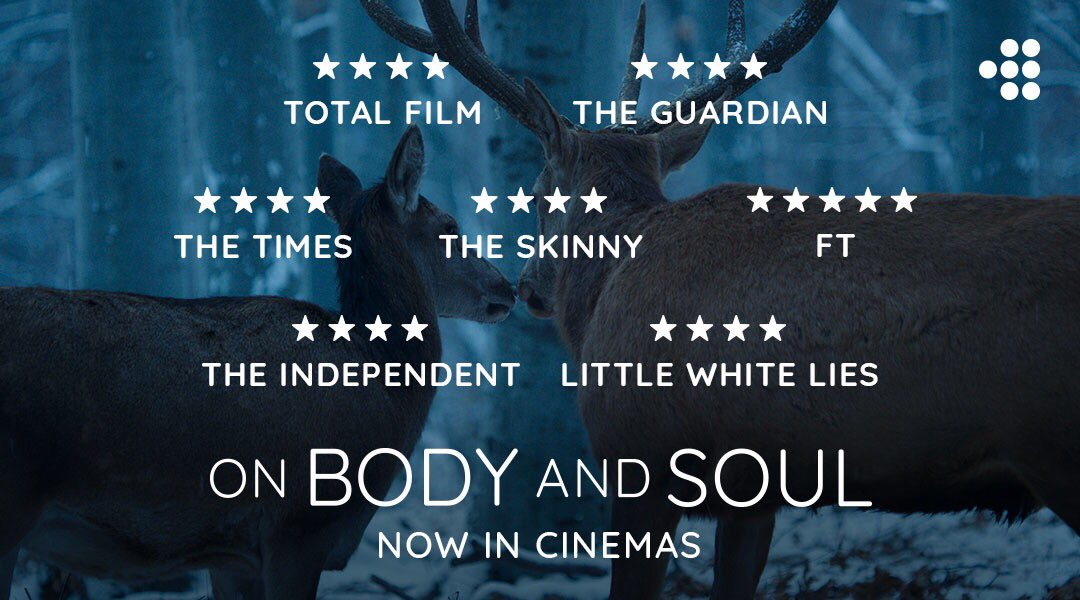 ★★★★ ★★★★
TOTAL FILM THE GUARDIAN
★★★★ ★★★★ ★★★★★
THE TIMES THE SKINNY FT
★★★★ ★★★★
THE INDEPENDENT LITTLE WHITE LIES
ON BODY AND SOUL
NOW IN CINEMAS